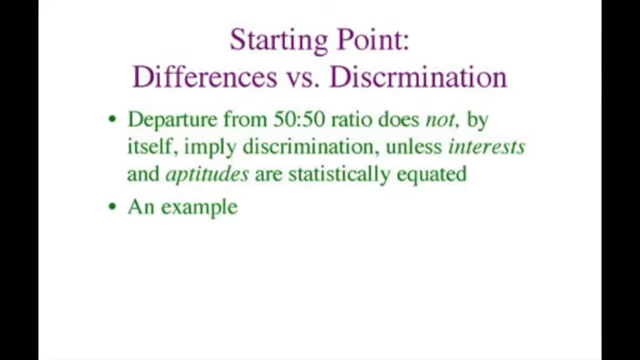 Starting Point:
Differences vs. Discrmination
• Departure from 50:50 ratio does not, by
itself, imply discrimination, unless interests
and aptitudes are statistically equated
• An example